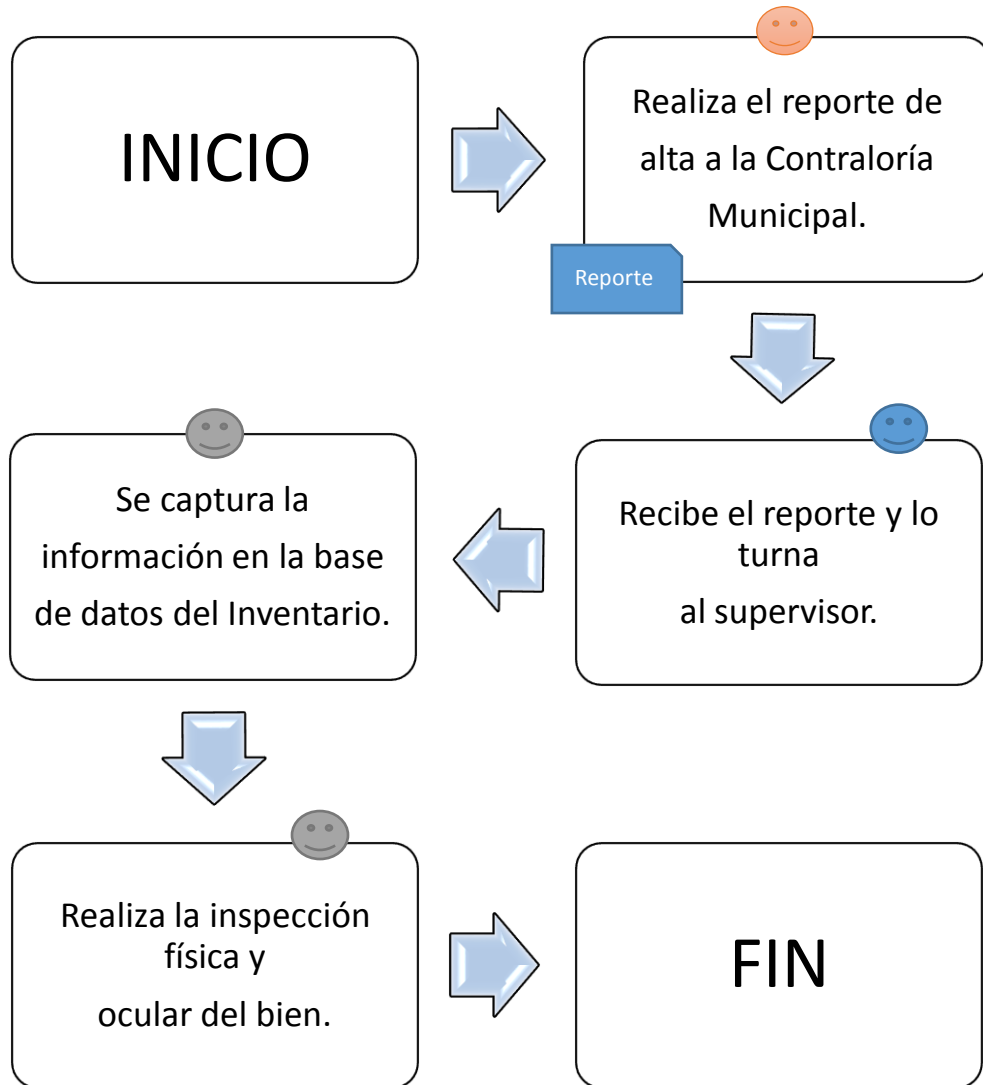 INICIO
Realiza el reporte de
alta a la Contraloría
Municipal.
Reporte
Recibe el reporte y lo
turna
al supervisor.
Se captura la
información en la base
de datos del Inventario.
Realiza la inspección
física y
ocular del bien.
FIN